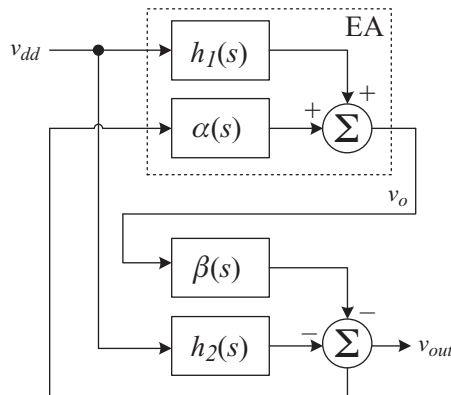 EA
v_dd
h_1(s)
+
α(s)
+
Σ
v_o
β(s)
−
h_2(s)
−
Σ
v_out